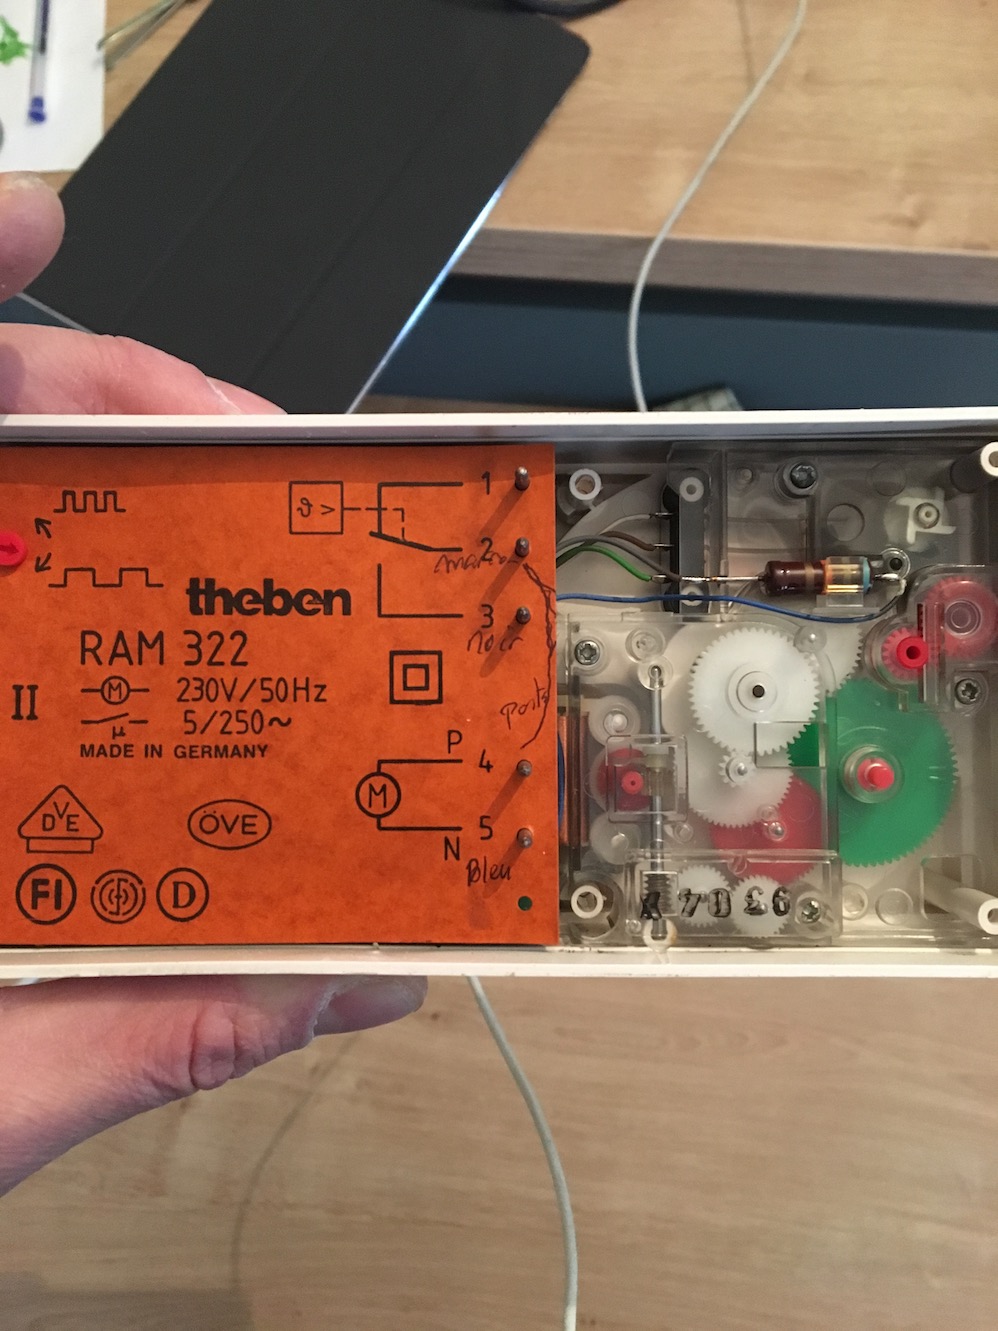 ϑ >
1
2
marron
3
noir
theben
RAM 322
II
M
230V/50Hz
µ
5/250~
MADE IN GERMANY
P
4
M
N
5
Bleu
DVE
ÖVE
FI
D